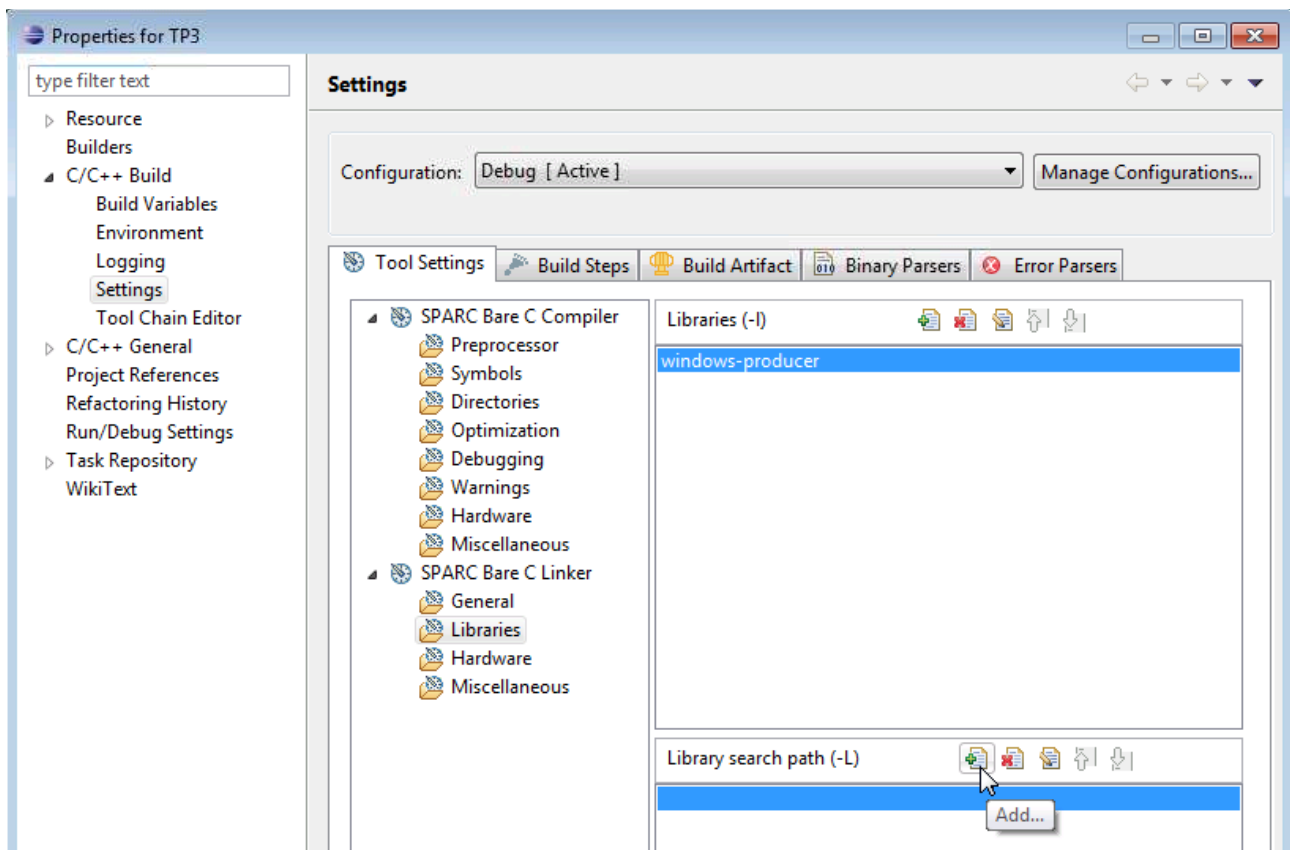 Properties for TP3
type filter text
Resource
Builders
C/C++ Build
Build Variables
Environment
Logging
Settings
Tool Chain Editor
C/C++ General
Project References
Refactoring History
Run/Debug Settings
Task Repository
WikiText
Settings
Configuration: Debug [ Active ] Manage Configurations...
Tool Settings Build Steps Build Artifact 010 Binary Parsers Error Parsers
SPARC Bare C Compiler
Preprocessor
Symbols
Directories
Optimization
Debugging
Warnings
Hardware
Miscellaneous
SPARC Bare C Linker
General
Libraries
Hardware
Miscellaneous
Libraries (-l)
windows-producer
Library search path (-L)
Add...